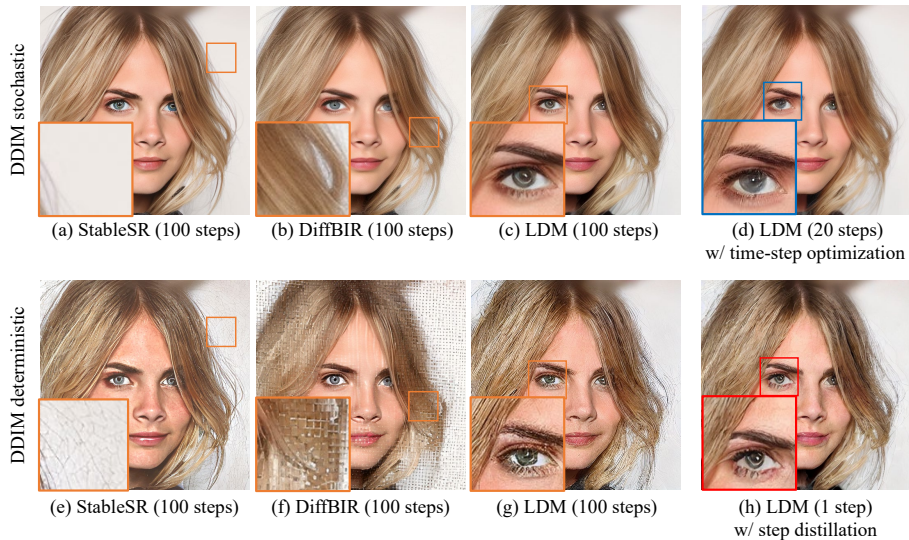 DDIM stochastic
(a) StableSR (100 steps)
(b) DiffBIR (100 steps)
(c) LDM (100 steps)
(d) LDM (20 steps)
w/ time-step optimization
DDIM deterministic
(e) StableSR (100 steps)
(f) DiffBIR (100 steps)
(g) LDM (100 steps)
(h) LDM (1 step)
w/ step distillation